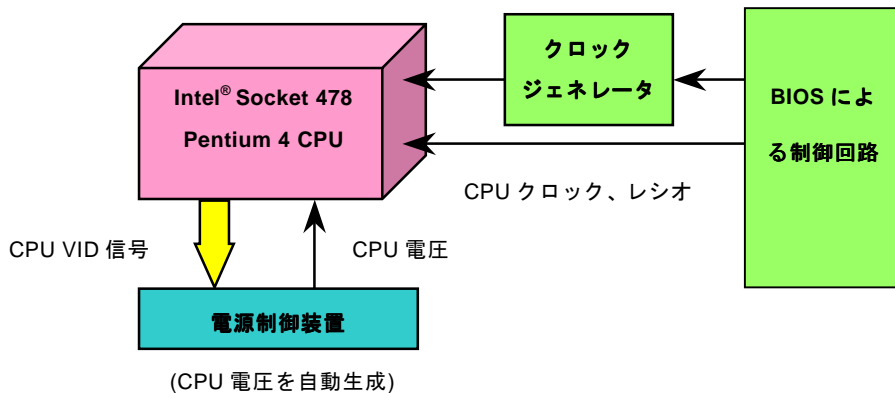 クロック
ジェネレータ
Intel® Socket 478
Pentium 4 CPU
BIOS によ
る制御回路
CPU クロック、レシオ
CPU VID 信号
CPU 電圧
電源制御装置
(CPU 電圧を自動生成)